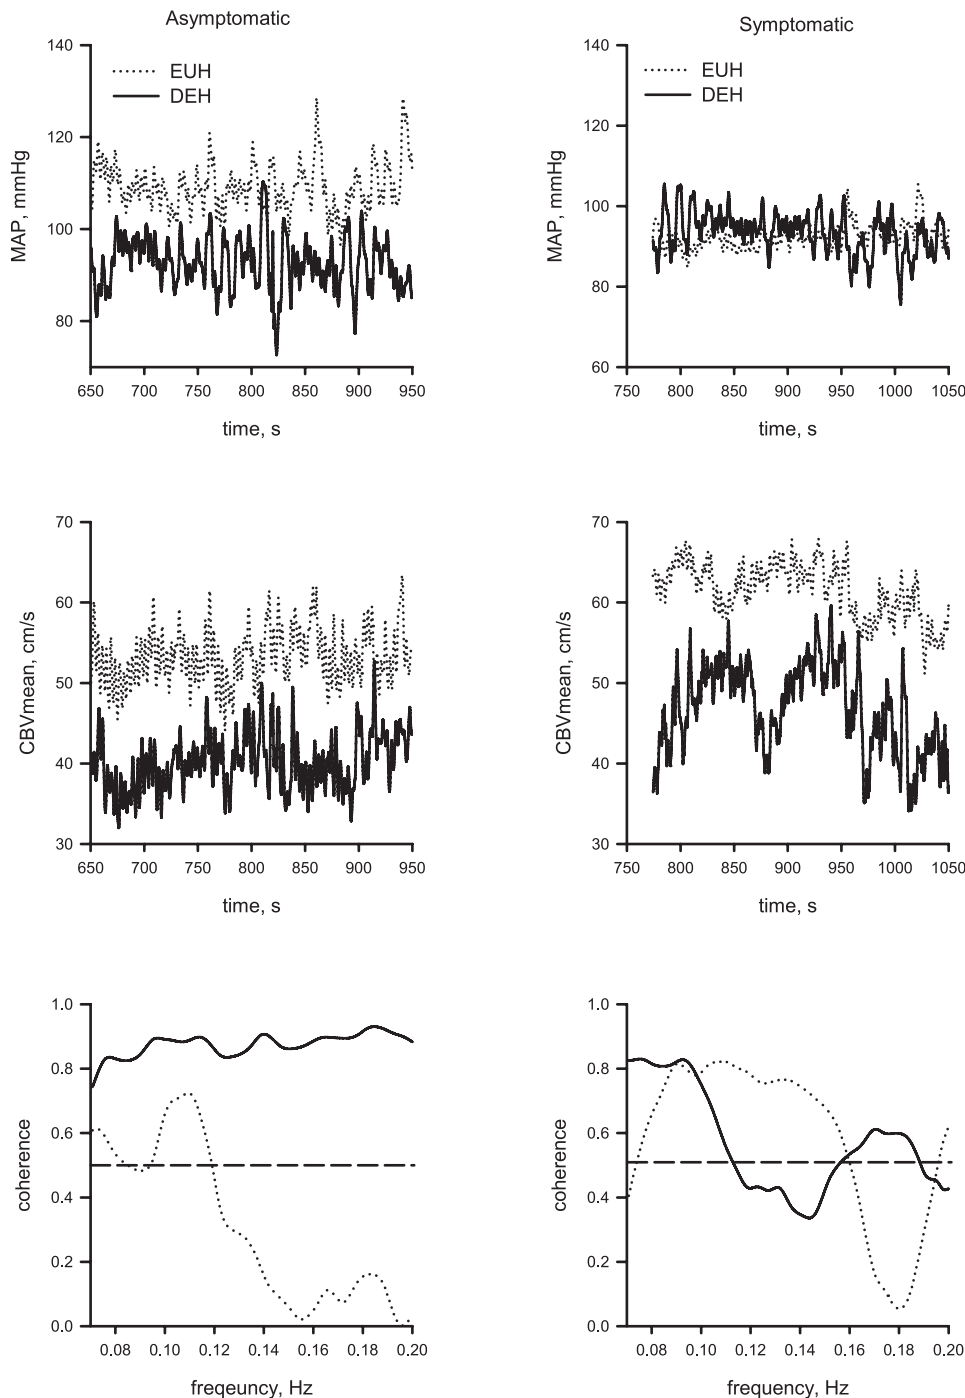 Asymptomatic
140
120
100
80
MAP, mmHg
EUH
DEH
650 700 750 800 850 900 950
time, s
Symptomatic
140
120
100
80
60
MAP, mmHg
EUH
DEH
750 800 850 900 950 1000 1050
time, s
70
60
50
40
30
CBVmean, cm/s
650 700 750 800 850 900 950
time, s
70
60
50
40
30
CBVmean, cm/s
750 800 850 900 950 1000 1050
time, s
1.0
0.8
0.6
0.4
0.2
0.0
coherence
0.08 0.10 0.12 0.14 0.16 0.18 0.20
freqeuncy, Hz
1.0
0.8
0.6
0.4
0.2
0.0
coherence
0.08 0.10 0.12 0.14 0.16 0.18 0.20
frequency, Hz